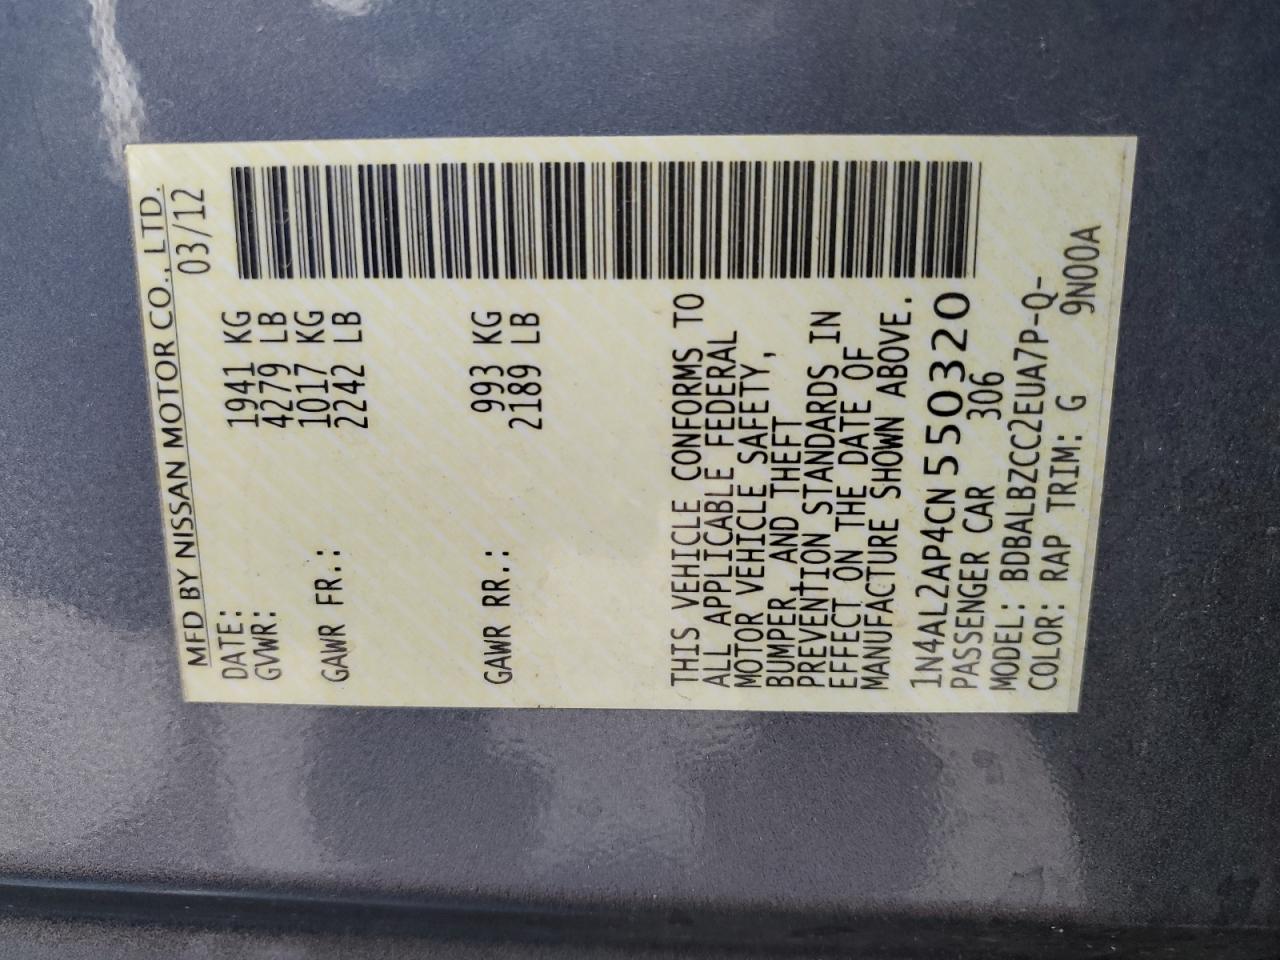 MFD BY NISSAN MOTOR CO., LTD.
DATE: 03/12
GVWR: 1941 KG
4279 LB
GAWR FR.: 1017 KG
2242 LB
GAWR RR.: 993 KG
2189 LB
THIS VEHICLE CONFORMS TO
ALL APPLICABLE FEDERAL
MOTOR VEHICLE SAFETY,
BUMPER, AND THEFT
PREVENTION STANDARDS IN
EFFECT ON THE DATE OF
MANUFACTURE SHOWN ABOVE.
1N4AL2AP4CN550320
PASSENGER CAR 306
MODEL: BDBALBZCC2EUA7P-Q-
COLOR: RAP TRIM: G 9N00A